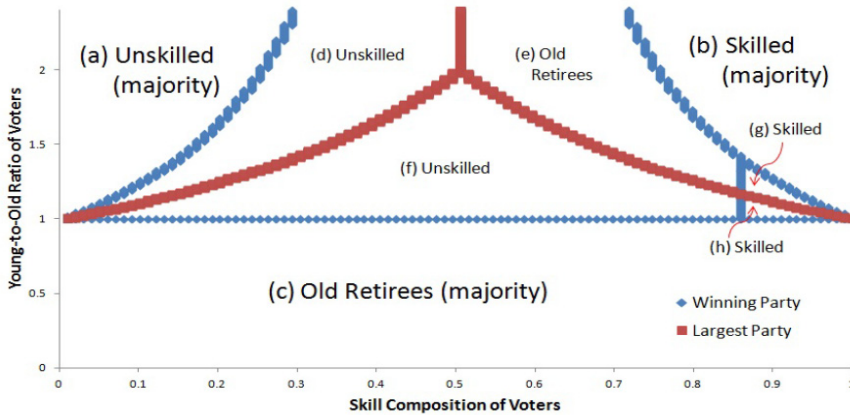 (a) Unskilled
(majority)
(d) Unskilled
(e) Old
Retirees
(b) Skilled
(majority)
(g) Skilled
(f) Unskilled
(h) Skilled
(c) Old Retirees (majority)
Winning Party
Largest Party
Young-to-Old Ratio of Voters
2
1.5
1
0.5
0
0
0.1
0.2
0.3
0.4
0.5
0.6
0.7
0.8
0.9
Skill Composition of Voters